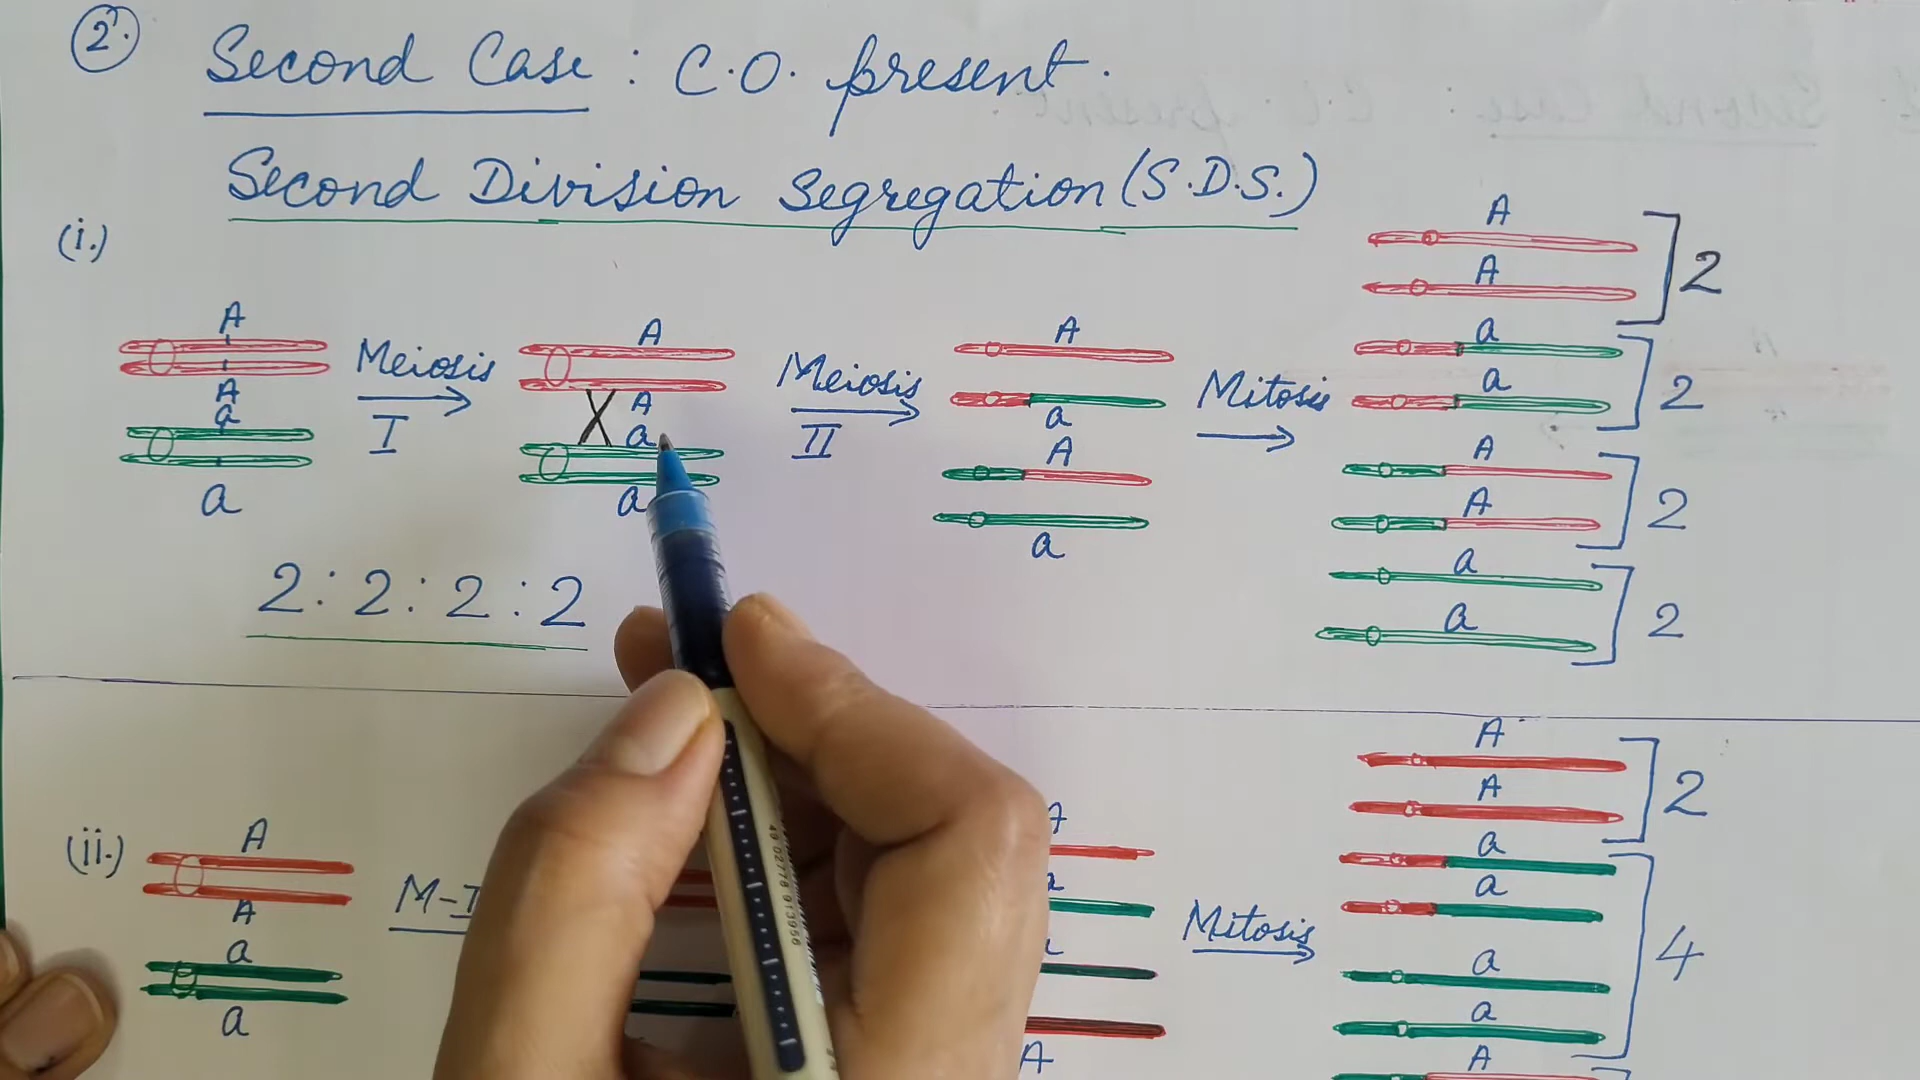 2.
Second Case : C.O. present.
Second Division Segregation (S.D.S.)
(i.)
A
A
a
a
Meiosis
I
A
A
a
a
Meiosis
II
A
a
A
a
Mitosis
A
A
a
a
A
A
a
a
2
2
2
2
2 : 2 : 2 : 2
(ii.)
A
A
a
a
M-I
A
Mitosis
A
A
a
a
a
a
A
2
4